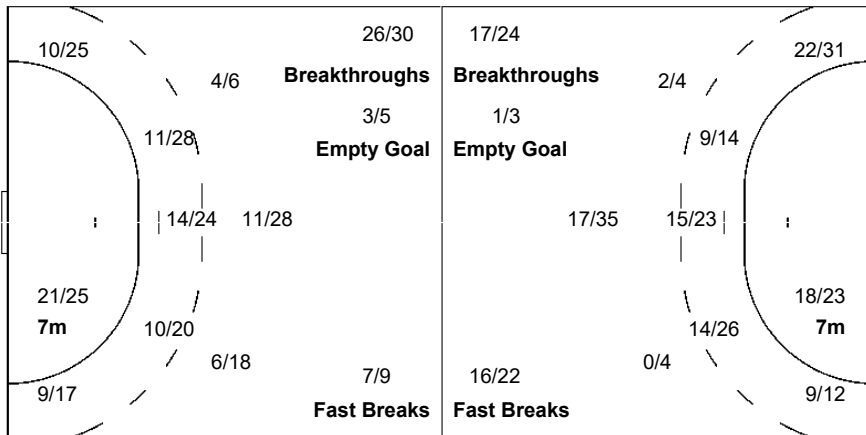 26/30 17/24
10/25 22/31
Breakthroughs Breakthroughs
4/6 2/4
3/5 1/3
11/28 9/14
Empty Goal Empty Goal
14/24 11/28 17/35 15/23
21/25 18/23
7m 10/20 14/26 7m
6/18 0/4
7/9 16/22
9/17 9/12
Fast Breaks Fast Breaks